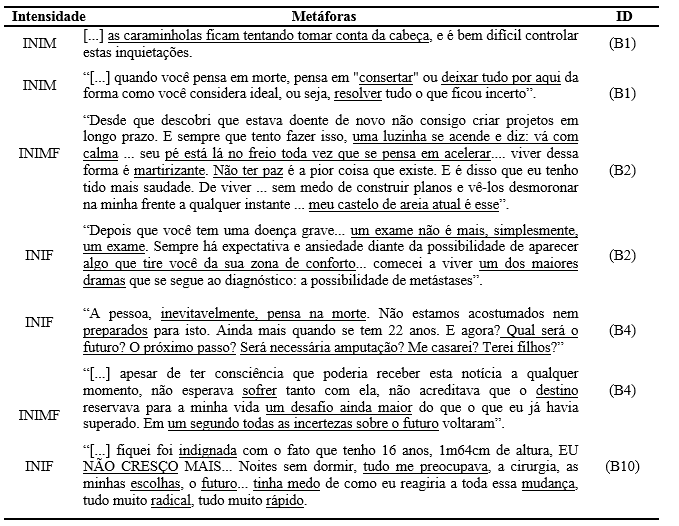 Intensidade Metáforas ID
INIM [...] as caraminholas ficam tentando tomar conta da cabeça, e é bem difícil controlar (B1)
estas inquietações.
INIM “[...] quando você pensa em morte, pensa em "consertar" ou deixar tudo por aqui da (B1)
forma como você considera ideal, ou seja, resolver tudo o que ficou incerto”.
“Desde que descobri que estava doente de novo não consigo criar projetos em
longo prazo. E sempre que tento fazer isso, uma luzinha se acende e diz: vá com
INIMF calma ... seu pé está lá no freio toda vez que se pensa em acelerar.... viver dessa (B2)
forma é martirizante. Não ter paz é a pior coisa que existe. E é disso que eu tenho
tido mais saudade. De viver ... sem medo de construir planos e vê-los desmoronar
na minha frente a qualquer instante ... meu castelo de areia atual é esse”.
“Depois que você tem uma doença grave... um exame não é mais, simplesmente,
INIF um exame. Sempre há expectativa e ansiedade diante da possibilidade de aparecer (B2)
algo que tire você da sua zona de conforto... comecei a viver um dos maiores
dramas que se segue ao diagnóstico: a possibilidade de metástases”.
INIF “A pessoa, inevitavelmente, pensa na morte. Não estamos acostumados nem
preparados para isto. Ainda mais quando se tem 22 anos. E agora? Qual será o (B4)
futuro? O próximo passo? Será necessária amputação? Me casarei? Terei filhos?”
“[...] apesar de ter consciência que poderia receber esta notícia a qualquer
momento, não esperava sofrer tanto com ela, não acreditava que o destino (B4)
INIMF reservava para a minha vida um desafio ainda maior do que o que eu já havia
superado. Em um segundo todas as incertezas sobre o futuro voltaram”.
INIF “[...] fiquei foi indignada com o fato que tenho 16 anos, 1m64cm de altura, EU
NÃO CRESÇO MAIS... Noites sem dormir, tudo me preocupava, a cirurgia, as (B10)
minhas escolhas, o futuro... tinha medo de como eu reagiria a toda essa mudança,
tudo muito radical, tudo muito rápido.